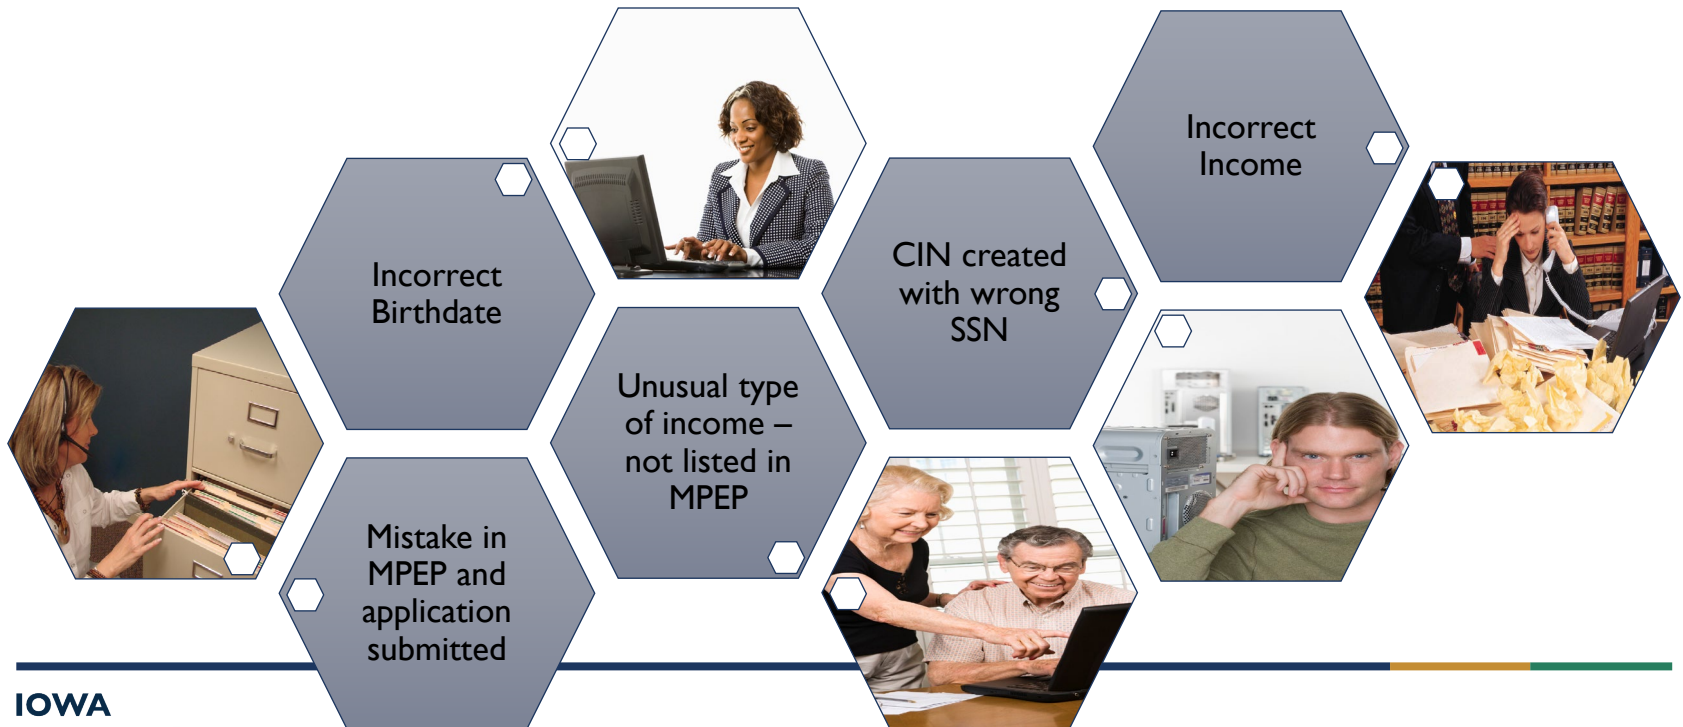 Incorrect
Birthdate
Mistake in
MPEP and
application
submitted
Unusual type
of income –
not listed in
MPEP
CIN created
with wrong
SSN
Incorrect
Income
IOWA